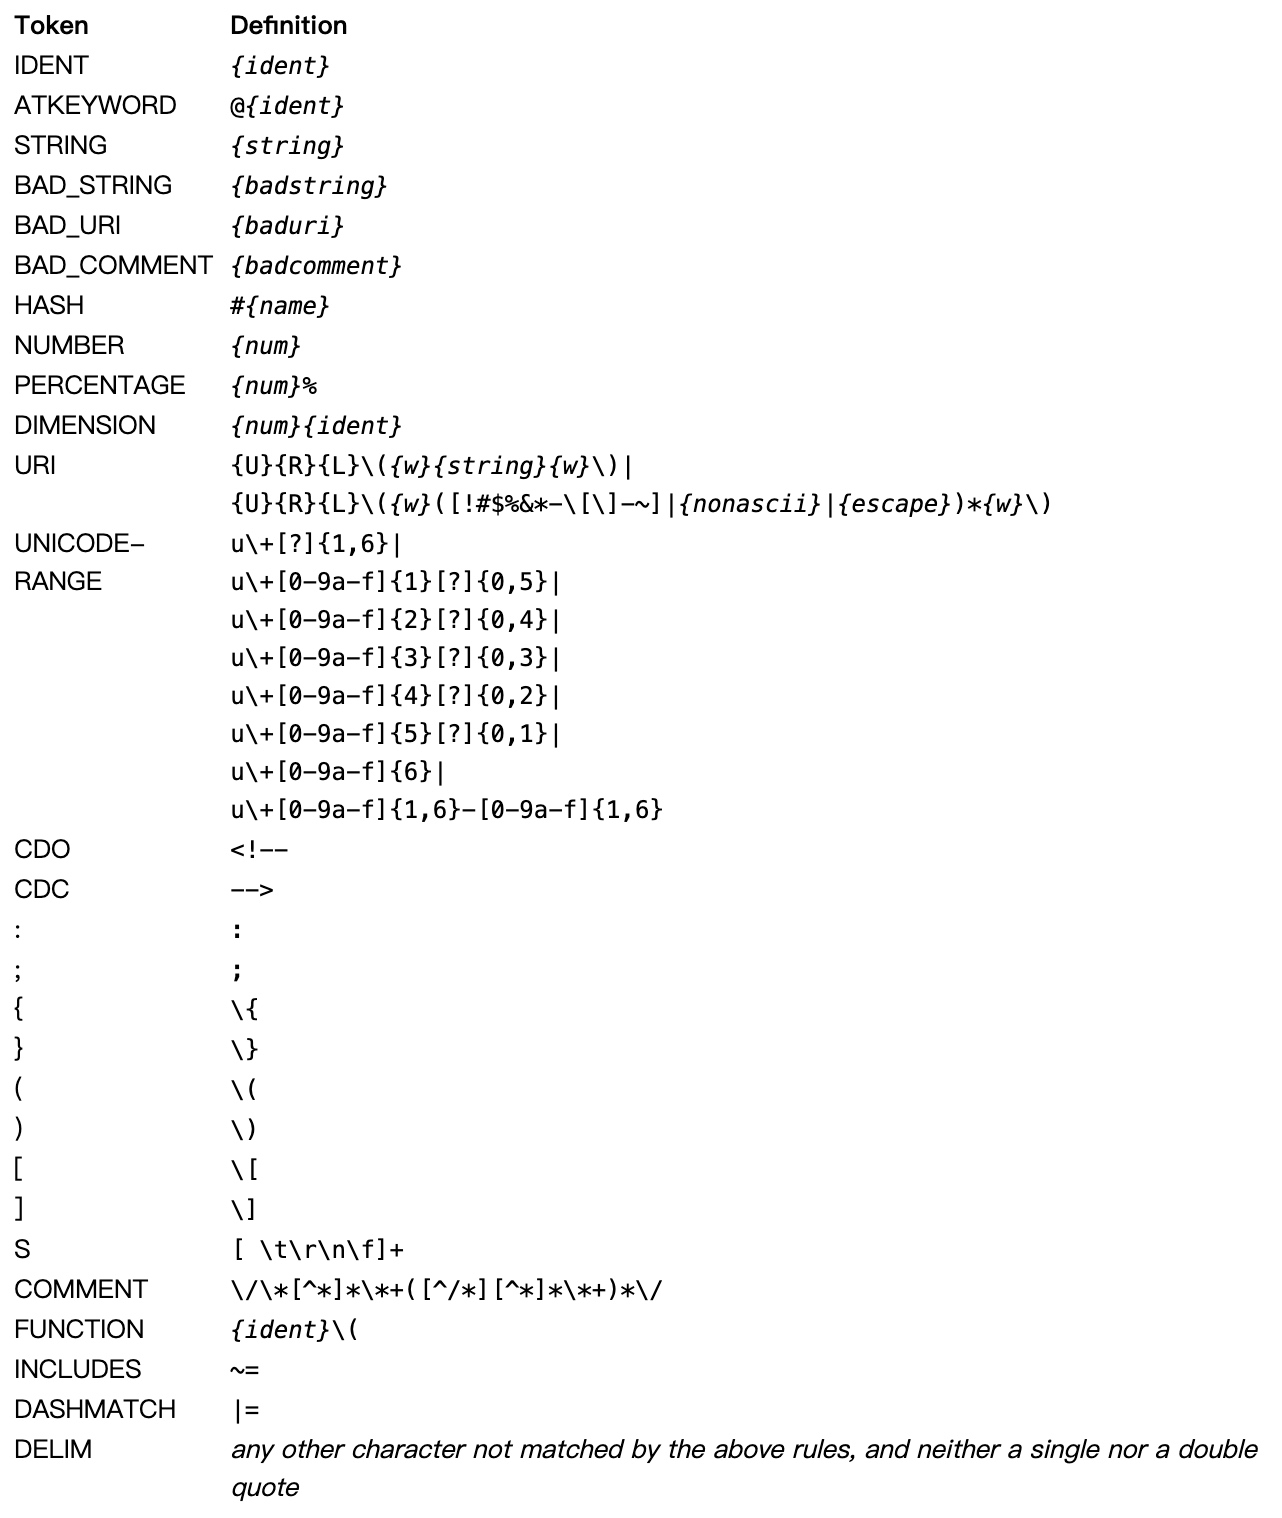 Token Definition
IDENT {ident}
ATKEYWORD @{ident}
STRING {string}
BAD_STRING {badstring}
BAD_URI {baduri}
BAD_COMMENT {badcomment}
HASH #{name}
NUMBER {num}
PERCENTAGE {num}%
DIMENSION {num}{ident}
URI {U}{R}{L}\({w}{string}{w}\)|
{U}{R}{L}\({w}([!#$%&*-\[\]-~]|{nonascii}|{escape})*{w}\)
UNICODE- u\+[?]{1,6}|
RANGE u\+[0-9a-f]{1}[?]{0,5}|
u\+[0-9a-f]{2}[?]{0,4}|
u\+[0-9a-f]{3}[?]{0,3}|
u\+[0-9a-f]{4}[?]{0,2}|
u\+[0-9a-f]{5}[?]{0,1}|
u\+[0-9a-f]{6}|
u\+[0-9a-f]{1,6}-[0-9a-f]{1,6}
CDO <!--
CDC -->
: :
; ;
{ \{
} \}
( \(
) \)
[ \[
] \]
S [ \t\r\n\f]+
COMMENT \/\*[^*]*\*+([^/*][^*]*\*+)*\/
FUNCTION {ident}\(
INCLUDES ~=
DASHMATCH |=
DELIM any other character not matched by the above rules, and neither a single nor a double
quote